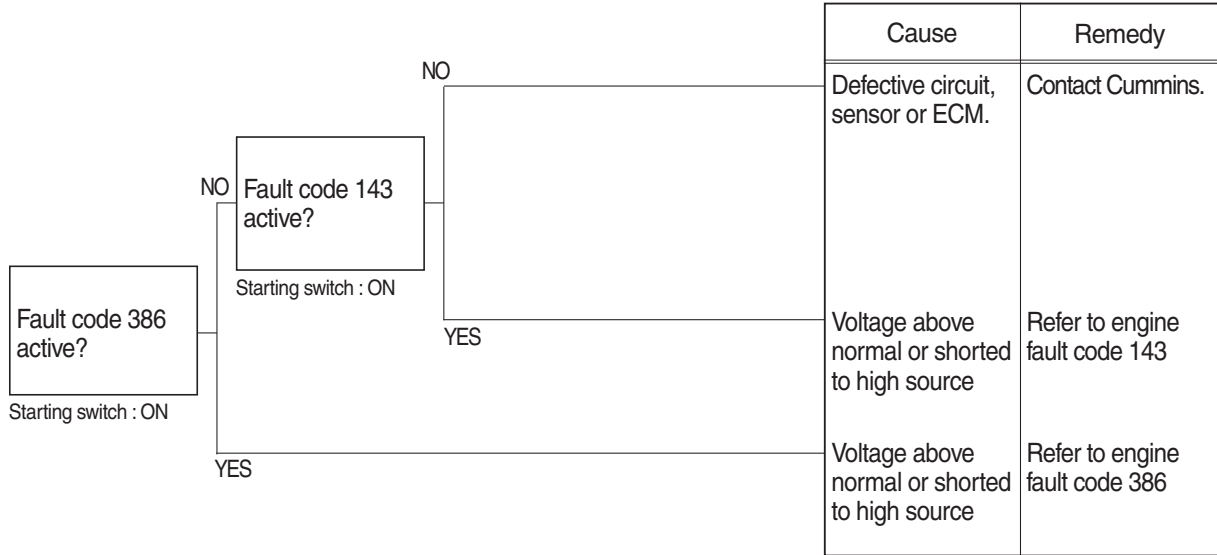 Cause
Remedy
NO
Defective circuit,
sensor or ECM.
Contact Cummins.
NO
Fault code 143
active?
Starting switch : ON
Fault code 386
active?
Starting switch : ON
YES
Voltage above
normal or shorted
to high source
Refer to engine
fault code 143
YES
Voltage above
normal or shorted
to high source
Refer to engine
fault code 386